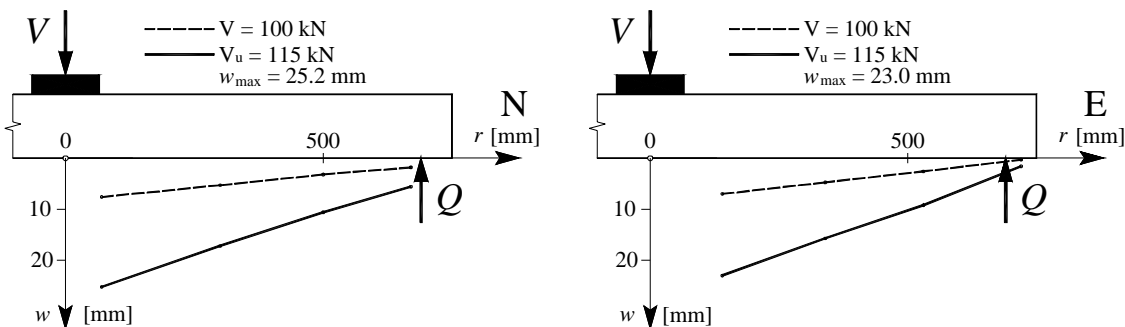 V
V = 100 kN
Vu = 115 kN
wmax = 25.2 mm
N
0
500
r [mm]
10
Q
20
w [mm]
V
V = 100 kN
Vu = 115 kN
wmax = 23.0 mm
E
0
500
r [mm]
10
Q
20
w [mm]